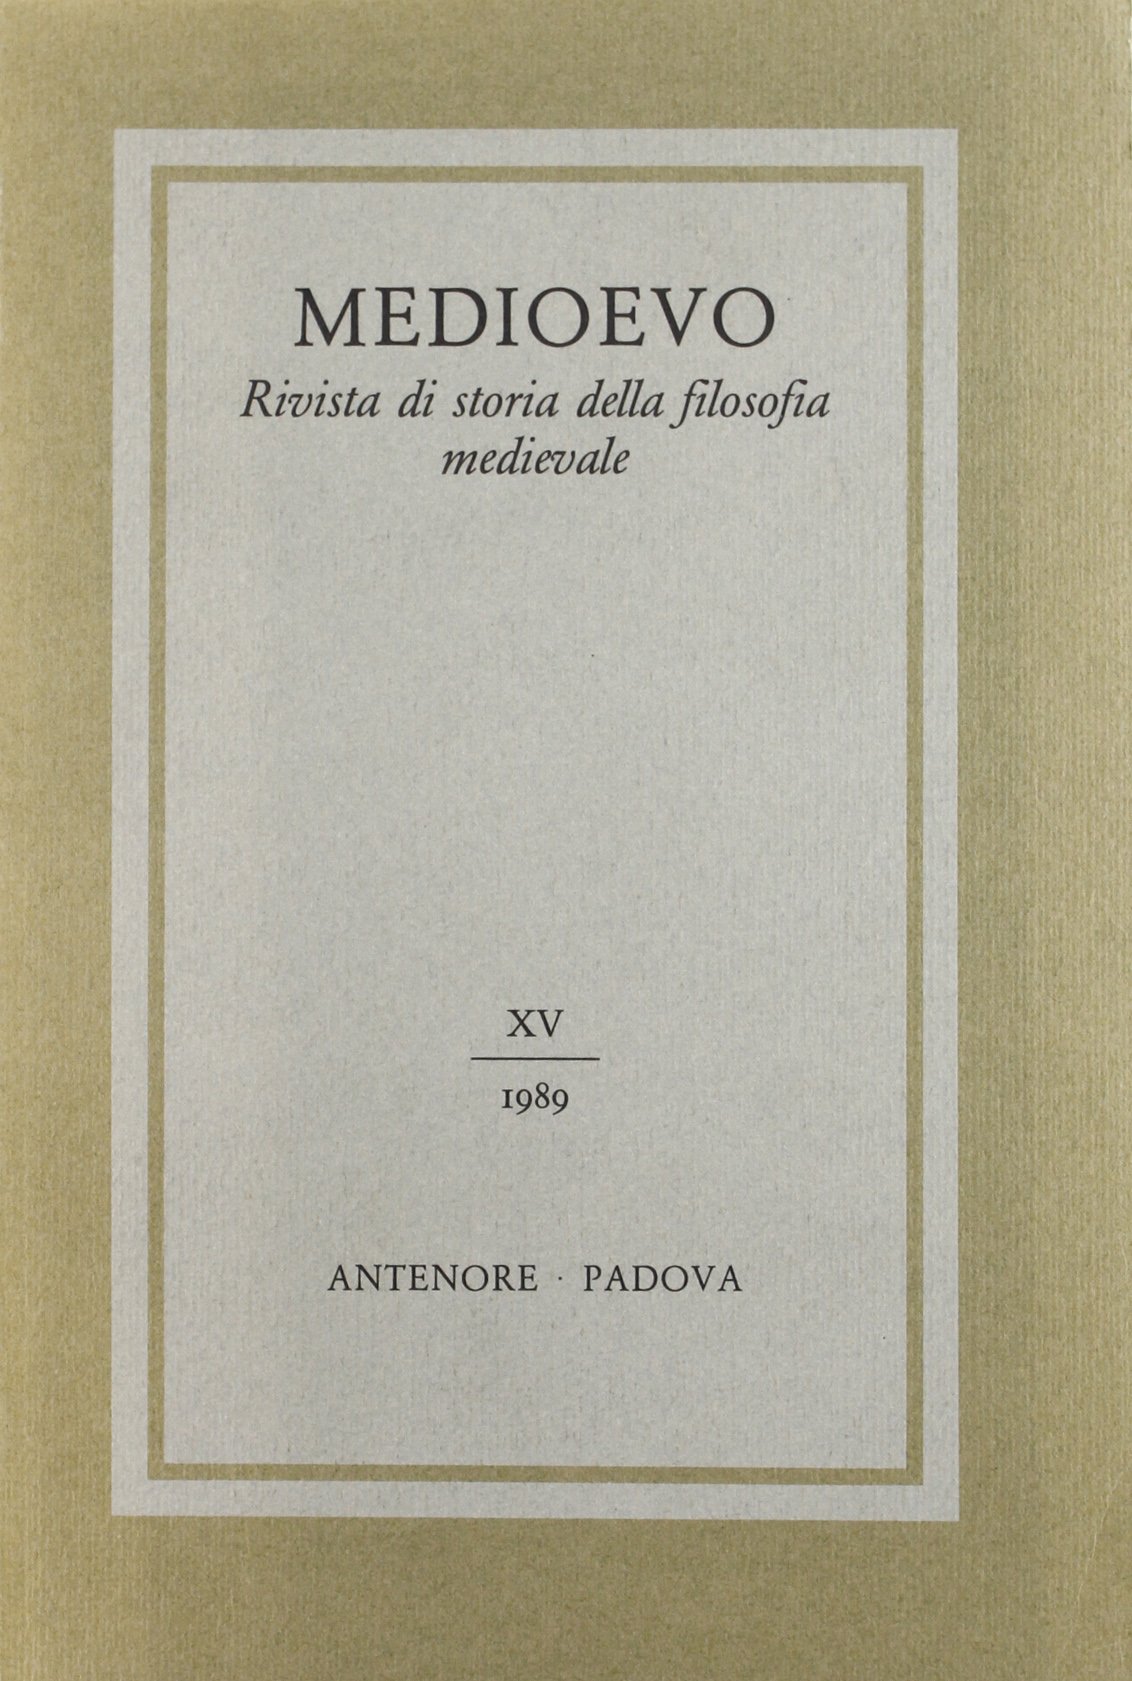 MEDIOEVO
Rivista di storia della filosofia
medievale
XV
1989
ANTENORE · PADOVA